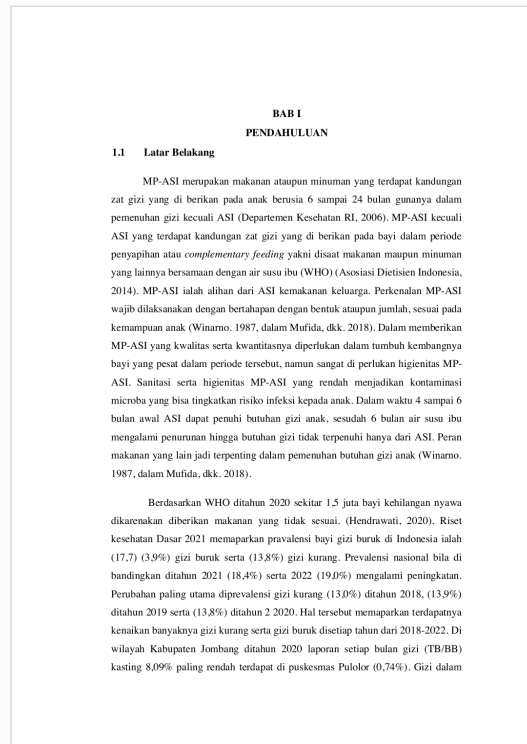 BAB I
PENDAHULUAN
1.1 Latar Belakang
MP-ASI merupakan makanan ataupun minuman yang terdapat kandungan
zat gizi yang di berikan pada anak berusia 6 sampai 24 bulan gunanya dalam
pemenuhan gizi kecuali ASI (Departemen Kesehatan RI, 2006). MP-ASI kecuali
ASI yang terdapat kandungan zat gizi yang di berikan pada bayi dalam periode
penyapihan atau complementary feeding yakni disaat makanan maupun minuman
yang lainnya bersamaan dengan air susu ibu (WHO) (Asosiasi Dietisien Indonesia,
2014). MP-ASI ialah alihan dari ASI kemakanan keluarga. Perkenalan MP-ASI
wajib dilaksanakan dengan bertahapan dengan bentuk ataupun jumlah, sesuai pada
kemampuan anak (Winarno. 1987, dalam Mufida, dkk. 2018). Dalam memberikan
MP-ASI yang kwalitas serta kwantitasnya diperlukan dalam tumbuh kembangnya
bayi yang pesat dalam periode tersebut, namun sangat di perlukan higienitas MP-
ASI. Sanitasi serta higienitas MP-ASI yang rendah menjadikan kontaminasi
microba yang bisa tingkatkan risiko infeksi kepada anak. Dalam waktu 4 sampai 6
bulan awal ASI dapat penuhi butuhan gizi anak, sesudah 6 bulan air susu ibu
mengalami penurunan hingga butuhan gizi tidak terpenuhi hanya dari ASI. Peran
makanan yang lain jadi terpenting dalam pemenuhan butuhan gizi anak (Winarno.
1987, dalam Mufida, dkk. 2018).
Berdasarkan WHO ditahun 2020 sekitar 1,5 juta bayi kehilangan nyawa
dikarenakan diberikan makanan yang tidak sesuai. (Hendrawati, 2020). Riset
kesehatan Dasar 2021 memaparkan pravalensi bayi gizi buruk di Indonesia ialah
(17,7) (3,9%) gizi buruk serta (13,8%) gizi kurang. Prevalensi nasional bila di
bandingkan ditahun 2021 (18,4%) serta 2022 (19,0%) mengalami peningkatan.
Perubahan paling utama diprevalensi gizi kurang (13,0%) ditahun 2018, (13,9%)
ditahun 2019 serta (13,8%) ditahun 2 2020. Hal tersebut memaparkan terdapatnya
kenaikan banyaknya gizi kurang serta gizi buruk disetiap tahun dari 2018-2022. Di
wilayah Kabupaten Jombang ditahun 2020 laporan setiap bulan gizi (TB/BB)
kasting 8,09% paling rendah terdapat di puskesmas Pulolor (0,74%). Gizi dalam